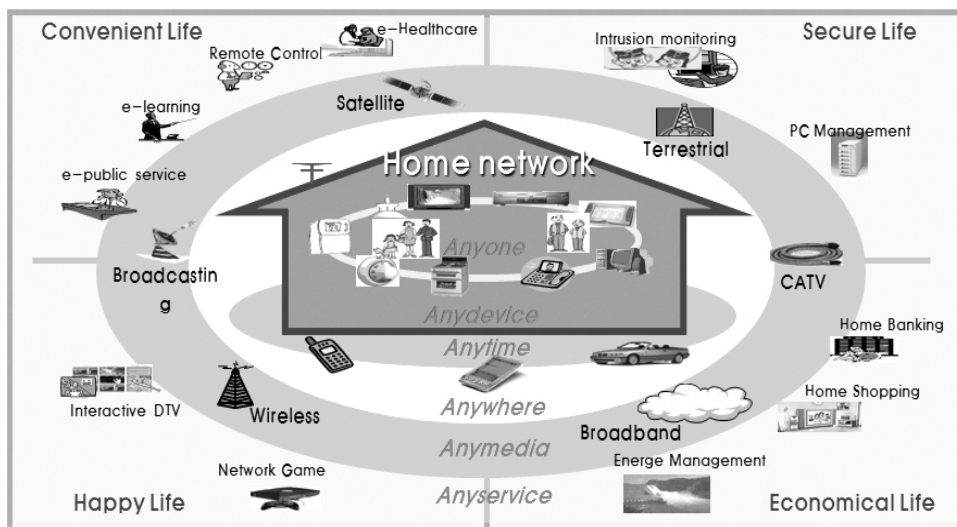 Convenient Life
e-Healthcare
Remote Control
e-learning
e-public service
Satellite
Intrusion monitoring
Secure Life
Terrestrial
PC Management
Home network
Anyone
Anydevice
Anytime
Anywhere
Anymedia
Anyservice
Broadcastin
g
CATV
Interactive DTV
Wireless
Network Game
Happy Life
Home Banking
Home Shopping
Broadband
Energe Management
Economical Life